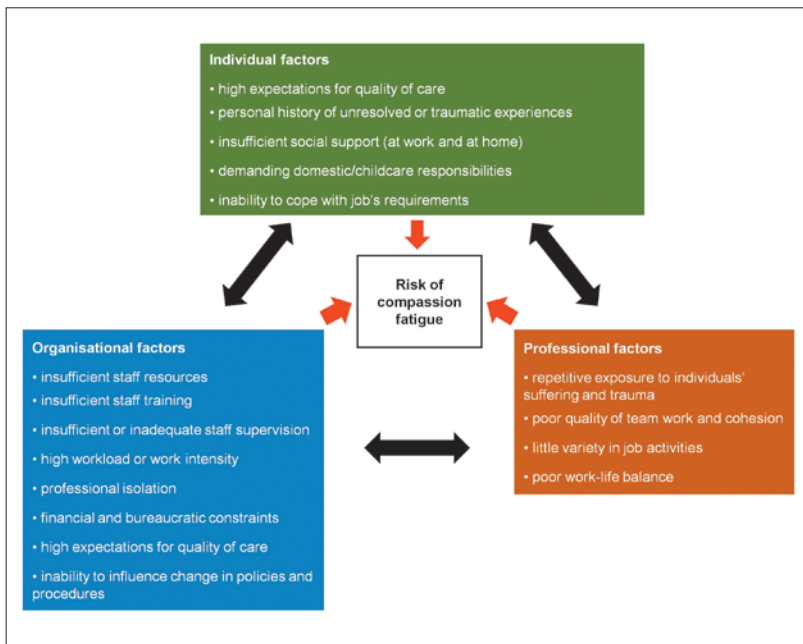 Individual factors
• high expectations for quality of care
• personal history of unresolved or traumatic experiences
• insufficient social support (at work and at home)
• demanding domestic/childcare responsibilities
• inability to cope with job's requirements
Risk of
compassion
fatigue
Organisational factors
• insufficient staff resources
• insufficient staff training
• insufficient or inadequate staff supervision
• high workload or work intensity
• professional isolation
• financial and bureaucratic constraints
• high expectations for quality of care
• inability to influence change in policies and
procedures
Professional factors
• repetitive exposure to individuals'
suffering and trauma
• poor quality of team work and cohesion
• little variety in job activities
• poor work-life balance